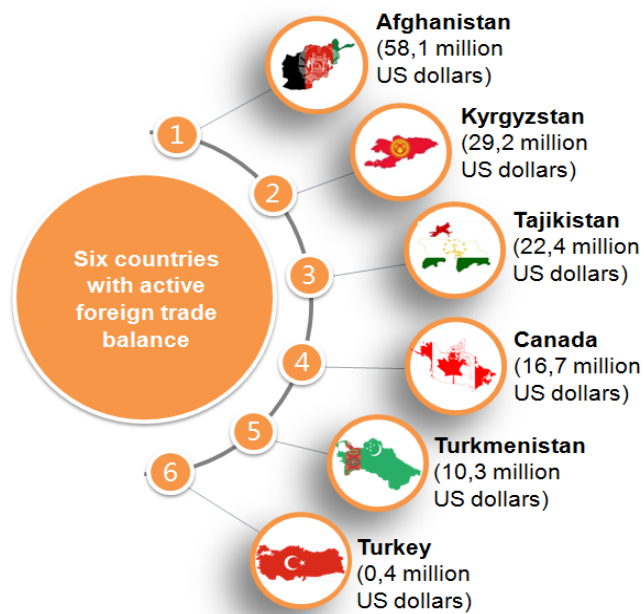 Six countries
with active
foreign trade
balance
1
Afghanistan
(58,1 million
US dollars)
2
Kyrgyzstan
(29,2 million
US dollars)
3
Tajikistan
(22,4 million
US dollars)
4
Canada
(16,7 million
US dollars)
5
Turkmenistan
(10,3 million
US dollars)
6
Turkey
(0,4 million
US dollars)